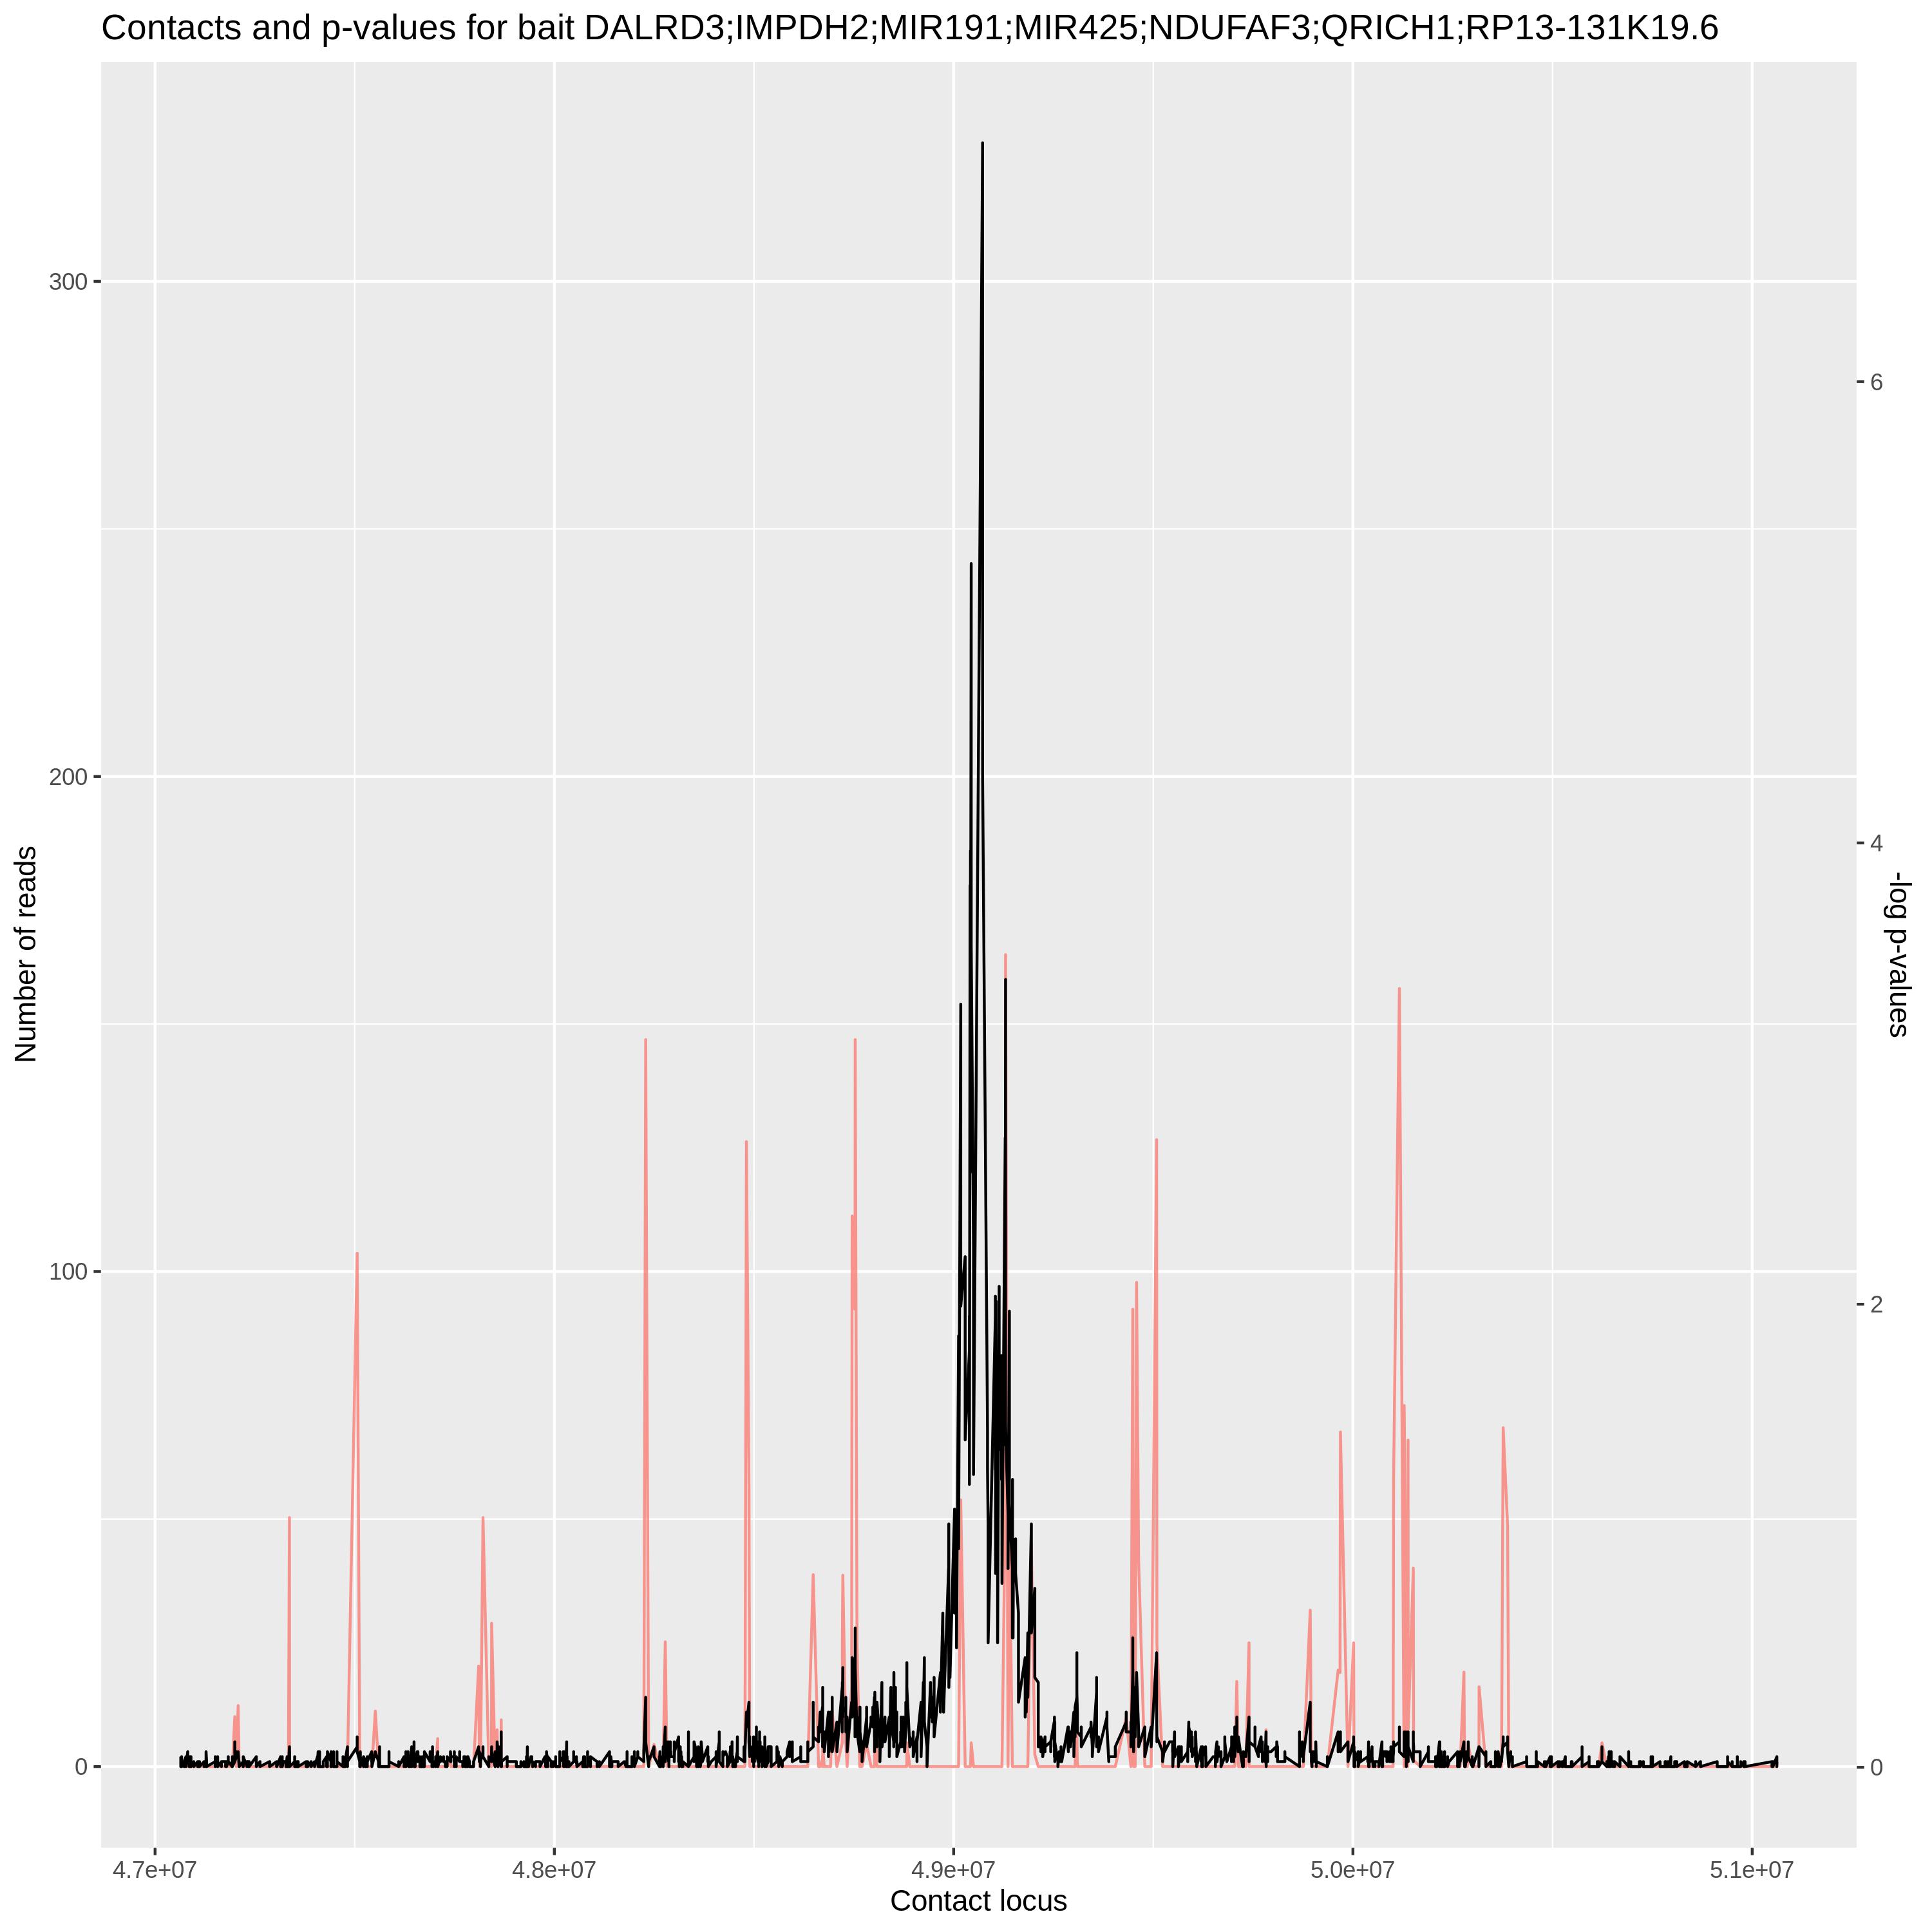 Contacts and p-values for bait DALRD3;IMPDH2;MIR191;MIR425;NDUFAF3;QRICH1;RP13-131K19.6
300
200
100
0
Number of reads
6
4
2
0
-log p-values
4.7e+07 4.8e+07 4.9e+07 5.0e+07 5.1e+07
Contact locus